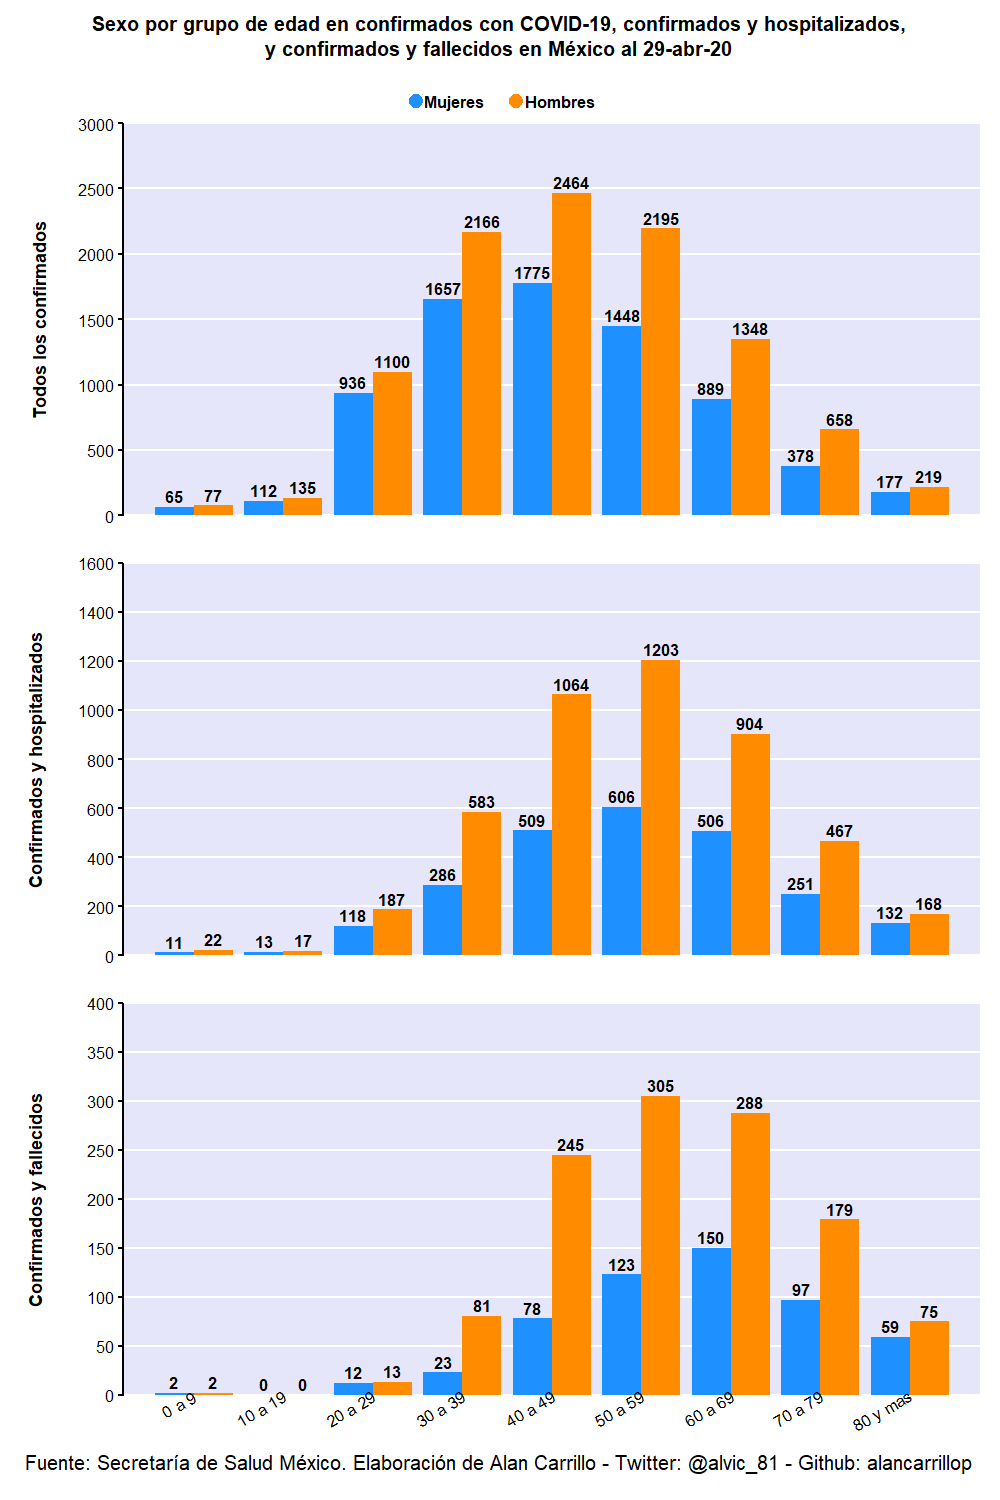 Sexo por grupo de edad en confirmados con COVID-19, confirmados y hospitalizados,
y confirmados y fallecidos en México al 29-abr-20
Mujeres Hombres
Todos los confirmados
3000
2500
2000
1500
1000
500
0
65 77 112 135 936 1100 1657 2166 1775 2464 1448 2195 889 1348 378 658 177 219
Confirmados y hospitalizados
1600
1400
1200
1000
800
600
400
200
0
11 22 13 17 118 187 286 583 509 1064 606 1203 506 904 251 467 132 168
Confirmados y fallecidos
400
350
300
250
200
150
100
50
0
2 2 0 0 12 13 23 81 78 245 123 305 150 288 97 179 59 75
0 a 9 10 a 19 20 a 29 30 a 39 40 a 49 50 a 59 60 a 69 70 a 79 80 y mas
Fuente: Secretaría de Salud México. Elaboración de Alan Carrillo - Twitter: @alvic_81 - Github: alancarrillop